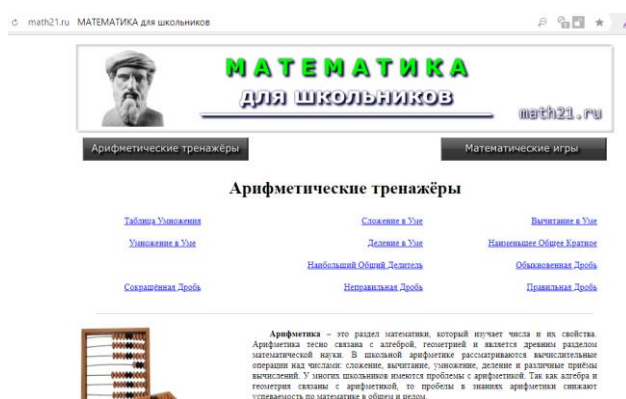 math21.ru МАТЕМАТИКА для школьников
МАТЕМАТИКА
для школьников
math21.ru
Арифметические тренажёры Математические игры
Арифметические тренажёры
Таблица Умножения Сложение в Уме Вычитание в Уме
Умножение в Уме Деление в Уме Наименьшее Общее Кратное
Наибольший Общий Делитель Обыкновенная Дробь
Сокращённая Дробь Неправильная Дробь Правильная Дробь
Арифметика – это раздел математики, который изучает числа и их свойства.
Арифметика тесно связана с алгеброй, геометрией и является древним разделом
математической науки. В школьной арифметике рассматриваются вычислительные
операции над числами: сложение, вычитание, умножение, деление и различные приёмы
вычислений. У многих школьников имеются проблемы с арифметикой. Так как алгебра и
геометрия связаны с арифметикой, то пробелы в знаниях арифметики снижают
успеваемость по математике в общем и целом.